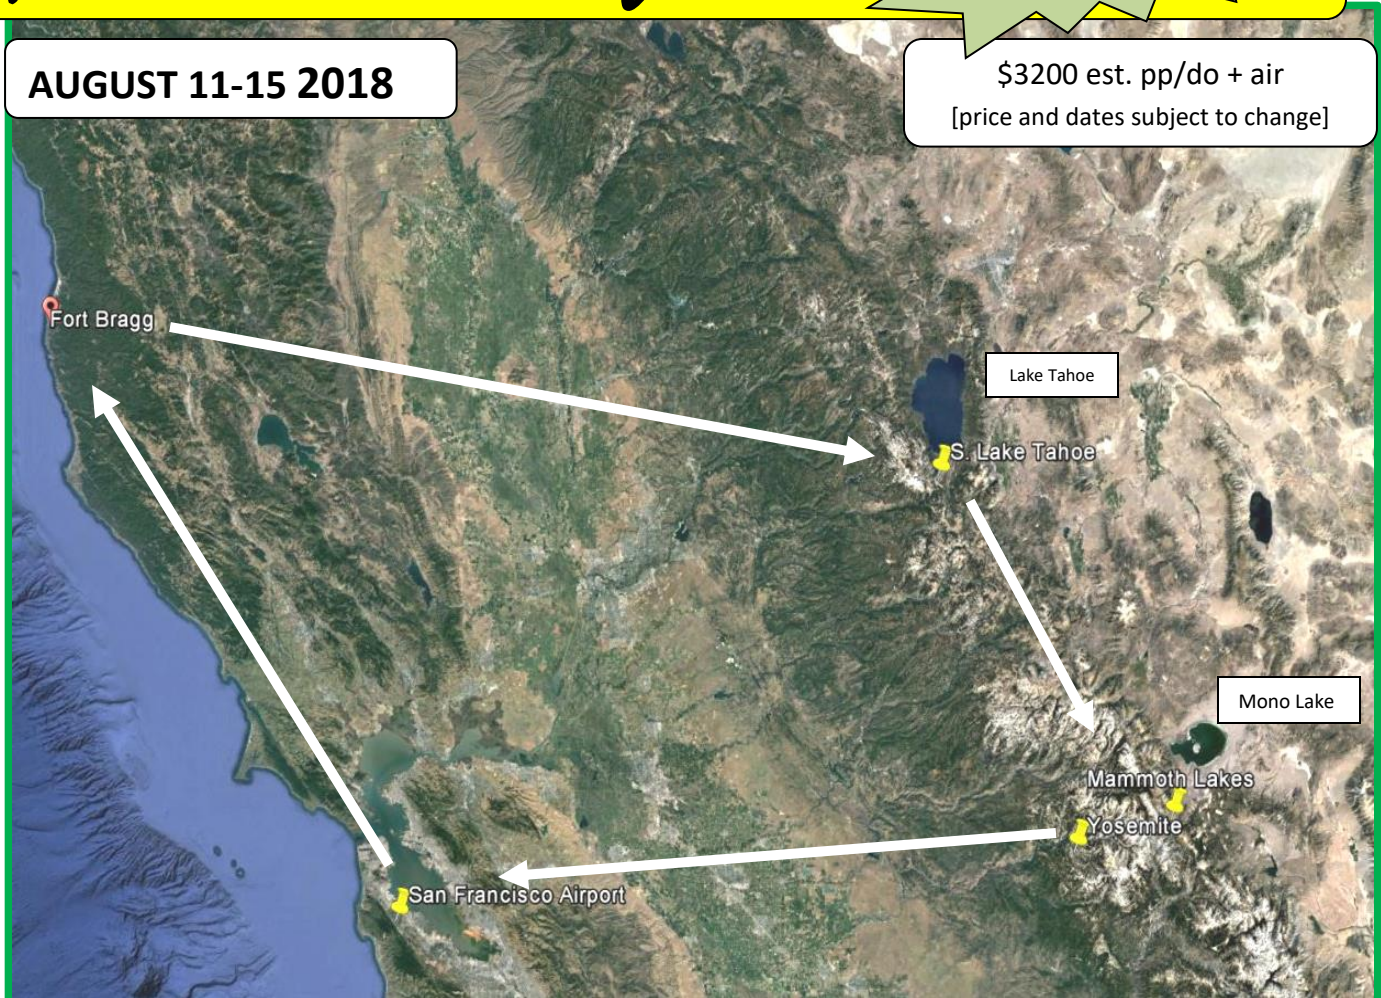 AUGUST 11-15 2018
$3200 est. pp/do + air
[price and dates subject to change]
Fort Bragg
Lake Tahoe
S. Lake Tahoe
Mono Lake
Mammoth Lakes
Yosemite
San Francisco Airport